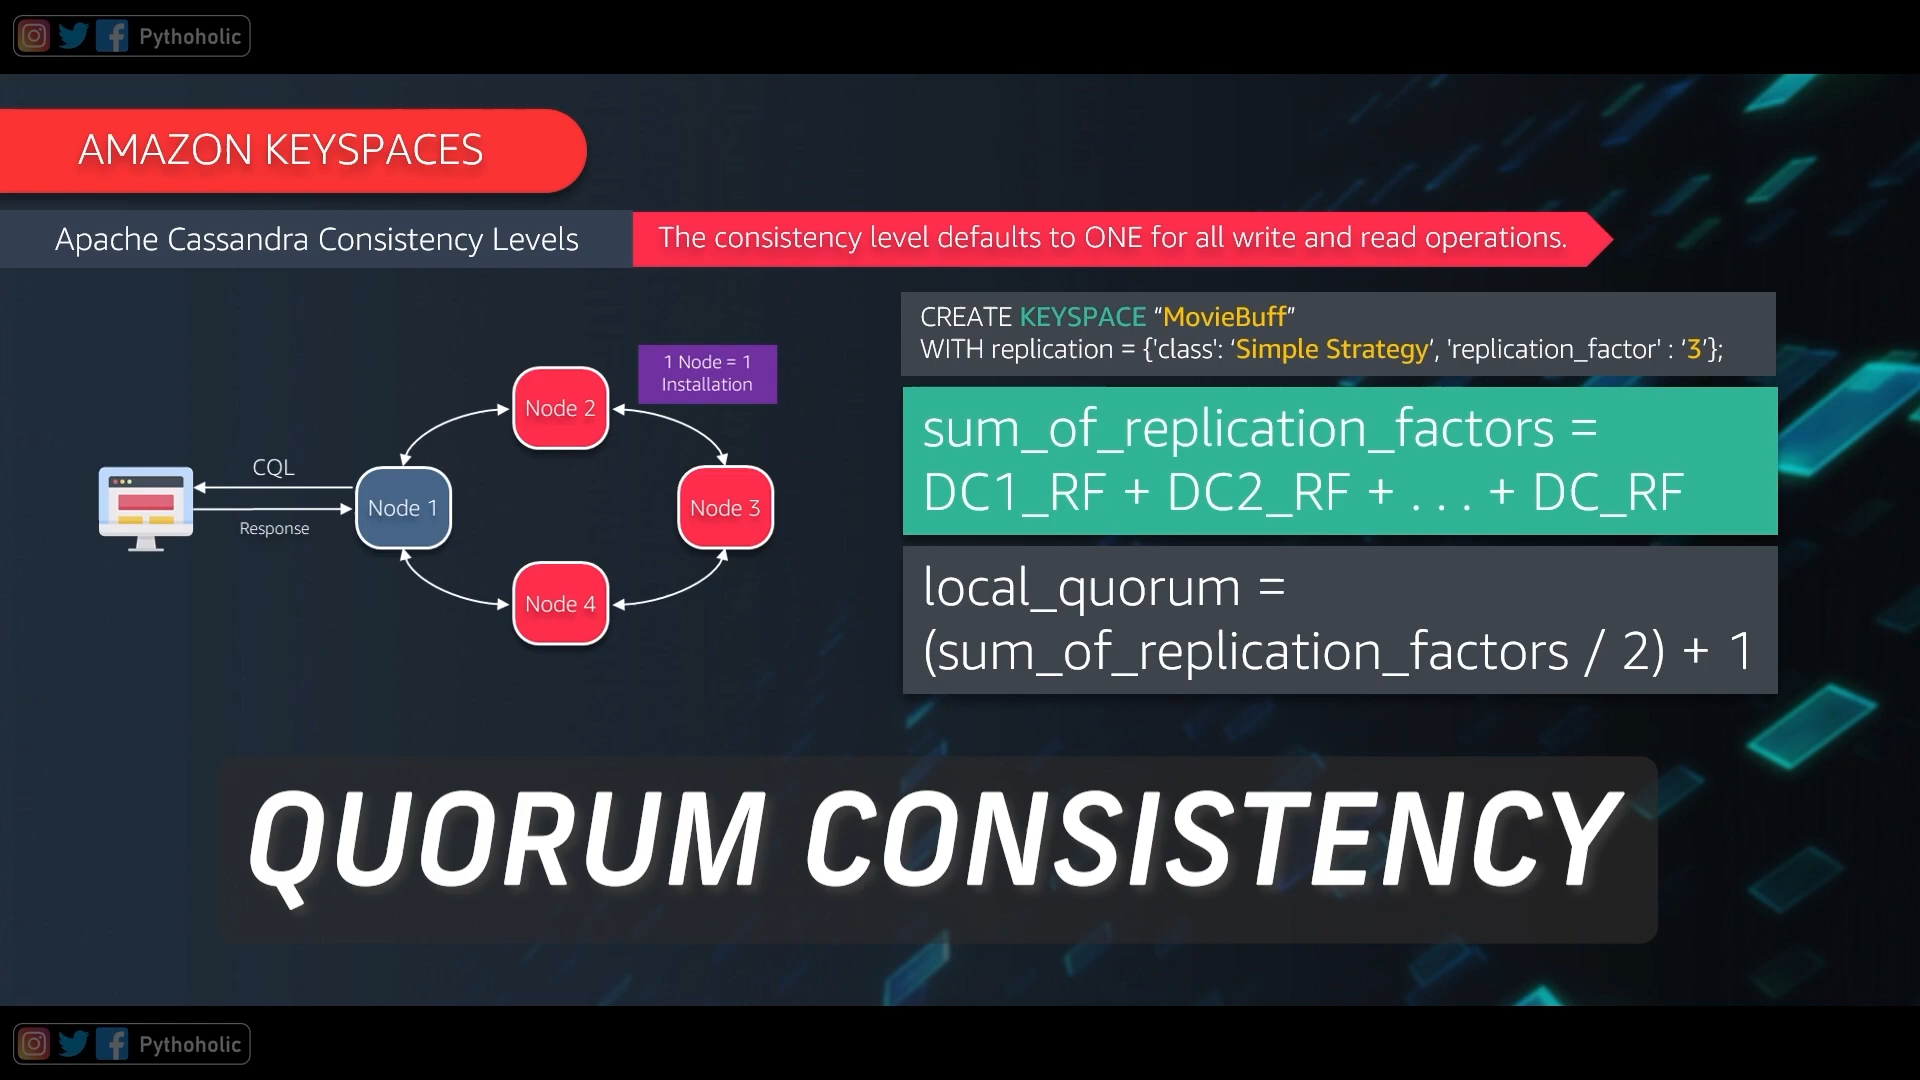 Pythoholic
AMAZON KEYSPACES
Apache Cassandra Consistency Levels
The consistency level defaults to ONE for all write and read operations.
CREATE KEYSPACE “MovieBuff”
WITH replication = {'class': ‘Simple Strategy’, 'replication_factor' : ‘3’};
1 Node = 1
Installation
Node 2
CQL
Node 1
Node 3
Response
Node 4
sum_of_replication_factors =
DC1_RF + DC2_RF + . . . + DC_RF
local_quorum =
(sum_of_replication_factors / 2) + 1
QUORUM CONSISTENCY
Pythoholic